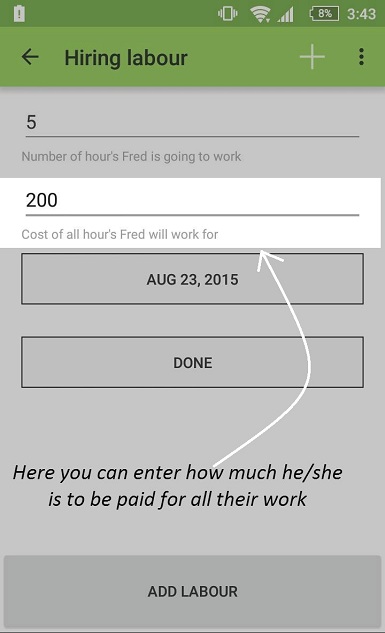 8% 3:43
Hiring labour
5
Number of hour's Fred is going to work
200
Cost of all hour's Fred will work for
AUG 23, 2015
DONE
Here you can enter how much he/she
is to be paid for all their work
ADD LABOUR